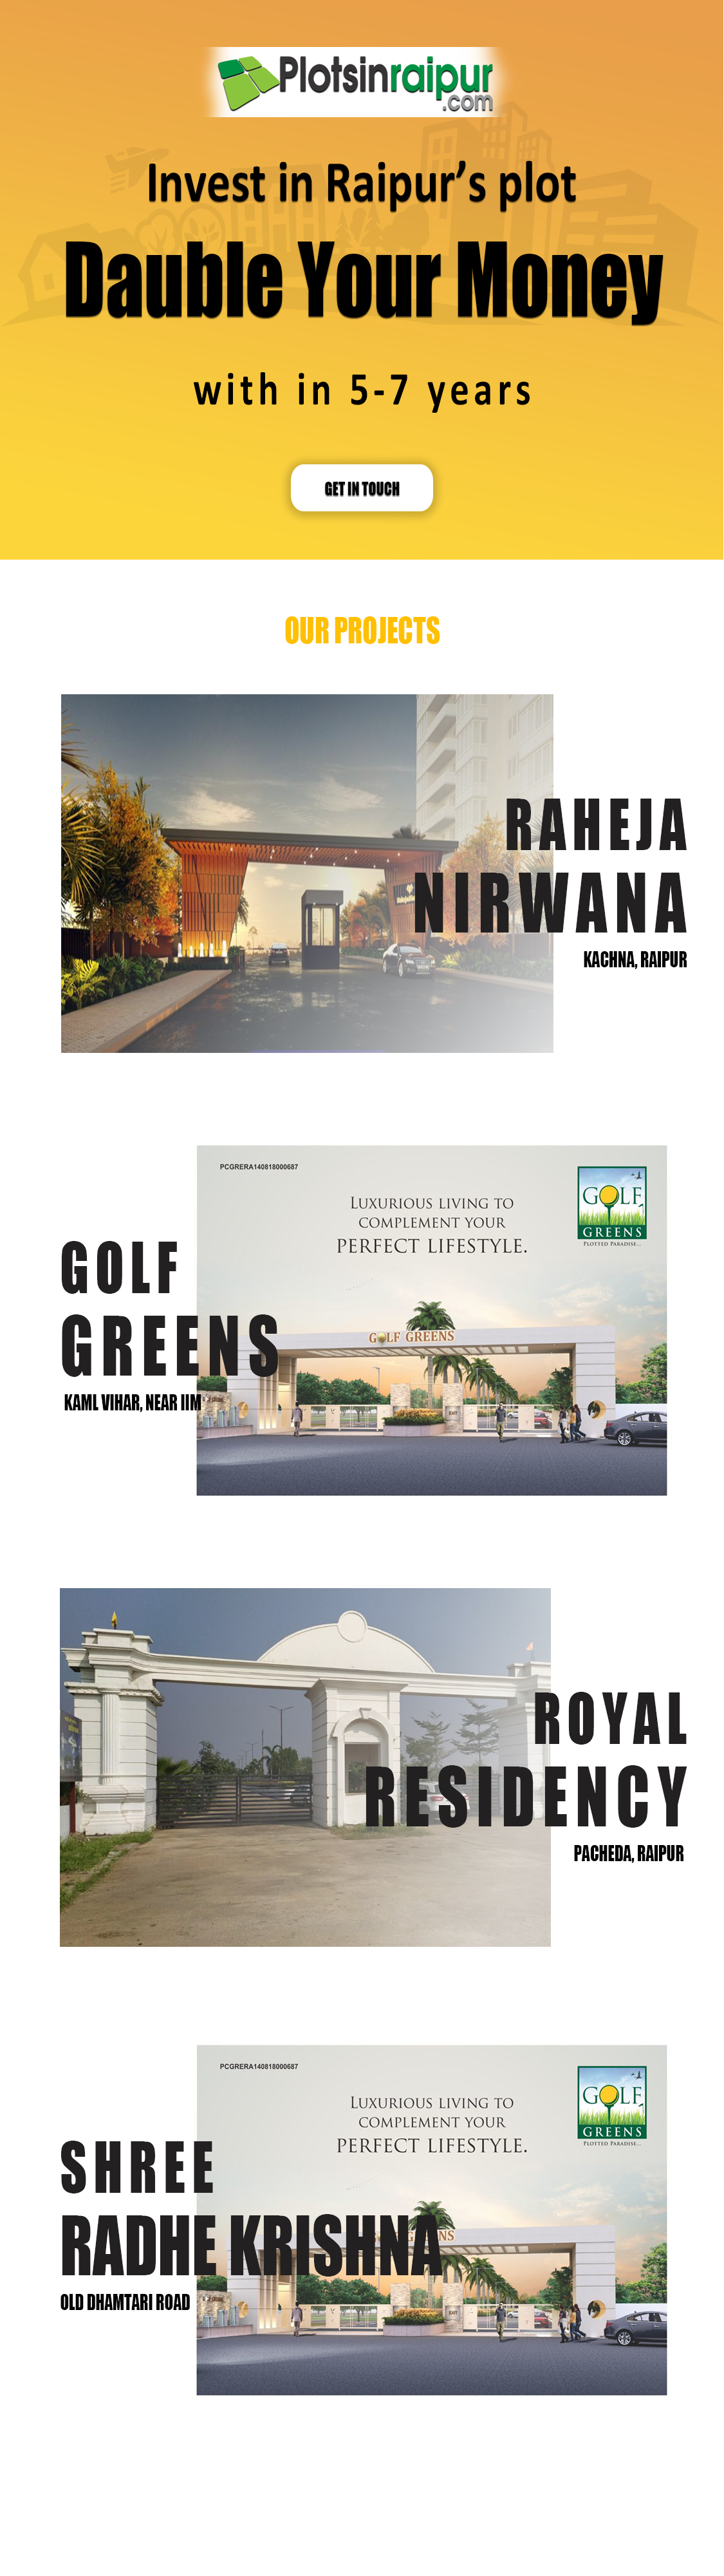 Plotsinraipur
.com
Invest in Raipur's plot
Dauble Your Money
with in 5-7 years
GET IN TOUCH
OUR PROJECTS
RAHEJA
NIRWANA
KACHNA, RAIPUR
PCGRERA140818000687
LUXURIOUS LIVING TO
COMPLEMENT YOUR
PERFECT LIFESTYLE.
GOLF
GREENS
PLOTTED PARADISE...
GOLF
GREENS
KAML VIHAR, NEAR IIM
GOLF GREENS
ROYAL
RESIDENCY
PACHEDA, RAIPUR
PCGRERA140818000687
LUXURIOUS LIVING TO
COMPLEMENT YOUR
PERFECT LIFESTYLE.
GOLF
GREENS
PLOTTED PARADISE...
SHREE
RADHE KRISHNA
OLD DHAMTARI ROAD